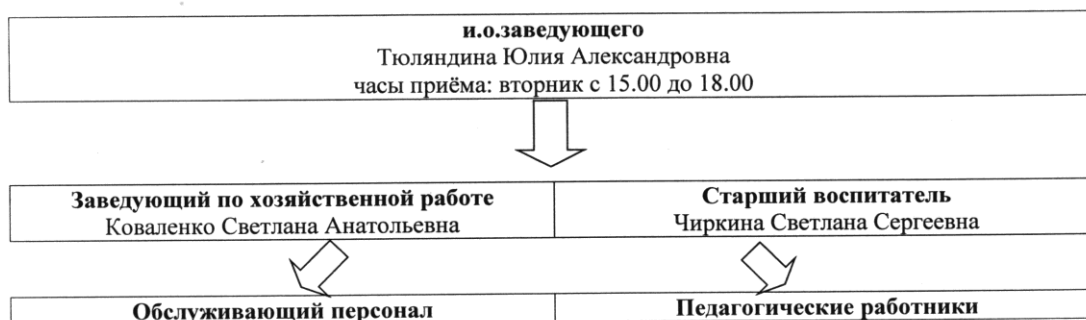 и.о.заведующего
Тюляндина Юлия Александровна
часы приёма: вторник с 15.00 до 18.00
Заведующий по хозяйственной работе
Коваленко Светлана Анатольевна
Старший воспитатель
Чиркина Светлана Сергеевна
Обслуживающий персонал
Педагогические работники